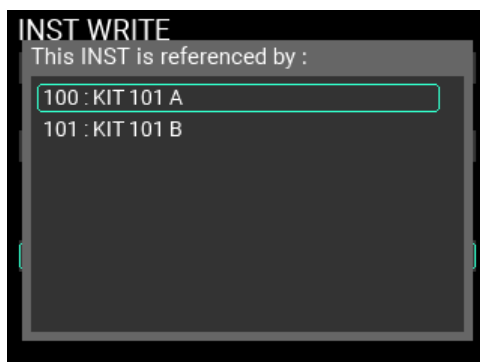 INST WRITE
This INST is referenced by :
100 : KIT 101 A
101 : KIT 101 B